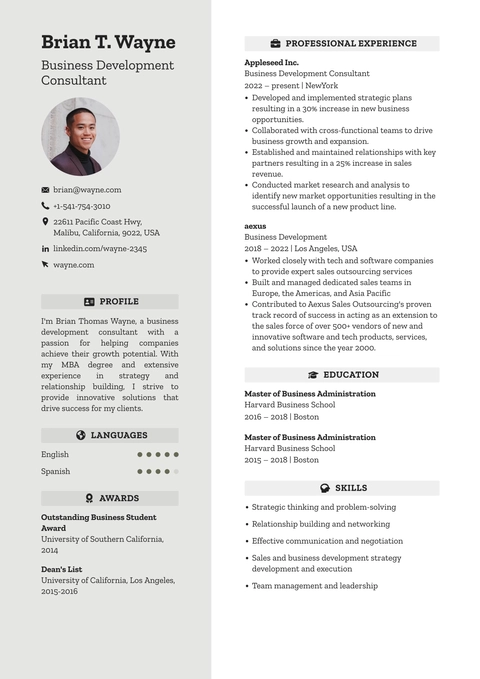 Brian T. Wayne
Business Development
Consultant
brian@wayne.com
+1-541-754-3010
22611 Pacific Coast Hwy,
Malibu, California, 9022, USA
linkedin.com/wayne-2345
wayne.com
PROFILE
I'm Brian Thomas Wayne, a business
development consultant with a
passion for helping companies
achieve their growth potential. With
my MBA degree and extensive
experience in strategy and
relationship building, I strive to
provide innovative solutions that
drive success for my clients.
LANGUAGES
English
Spanish
AWARDS
Outstanding Business Student
Award
University of Southern California,
2014
Dean's List
University of California, Los Angeles,
2015-2016
PROFESSIONAL EXPERIENCE
Appleseed Inc.
Business Development Consultant
2022 – present | NewYork
• Developed and implemented strategic plans
resulting in a 30% increase in new business
opportunities.
• Collaborated with cross-functional teams to drive
business growth and expansion.
• Established and maintained relationships with key
partners resulting in a 25% increase in sales
revenue.
• Conducted market research and analysis to
identify new market opportunities resulting in the
successful launch of a new product line.
aexus
Business Development
2018 – 2022 | Los Angeles, USA
• Worked closely with tech and software companies
to provide expert sales outsourcing services
• Built and managed dedicated sales teams in
Europe, the Americas, and Asia Pacific
• Contributed to Aexus Sales Outsourcing's proven
track record of success in acting as an extension to
the sales force of over 500+ vendors of new and
innovative software and tech products, services,
and solutions since the year 2000.
EDUCATION
Master of Business Administration
Harvard Business School
2016 – 2018 | Boston
Master of Business Administration
Harvard Business School
2015 – 2018 | Boston
SKILLS
• Strategic thinking and problem-solving
• Relationship building and networking
• Effective communication and negotiation
• Sales and business development strategy
development and execution
• Team management and leadership